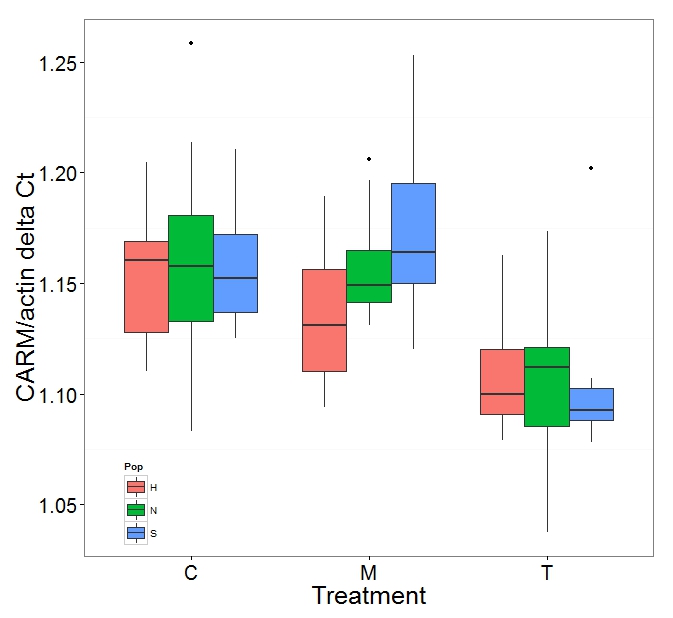 CARM/actin delta Ct
1.25
1.20
1.15
1.10
1.05
Pop
H
N
S
C M T
Treatment